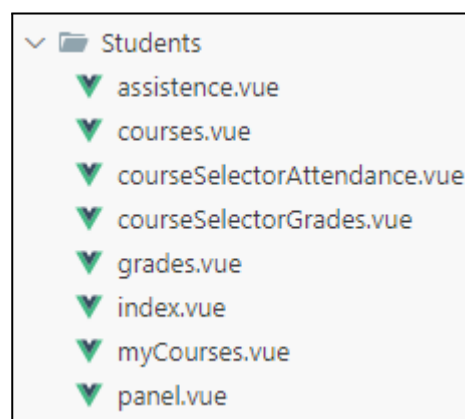 Students
assistence.vue
courses.vue
courseSelectorAttendance.vue
courseSelectorGrades.vue
grades.vue
index.vue
myCourses.vue
panel.vue